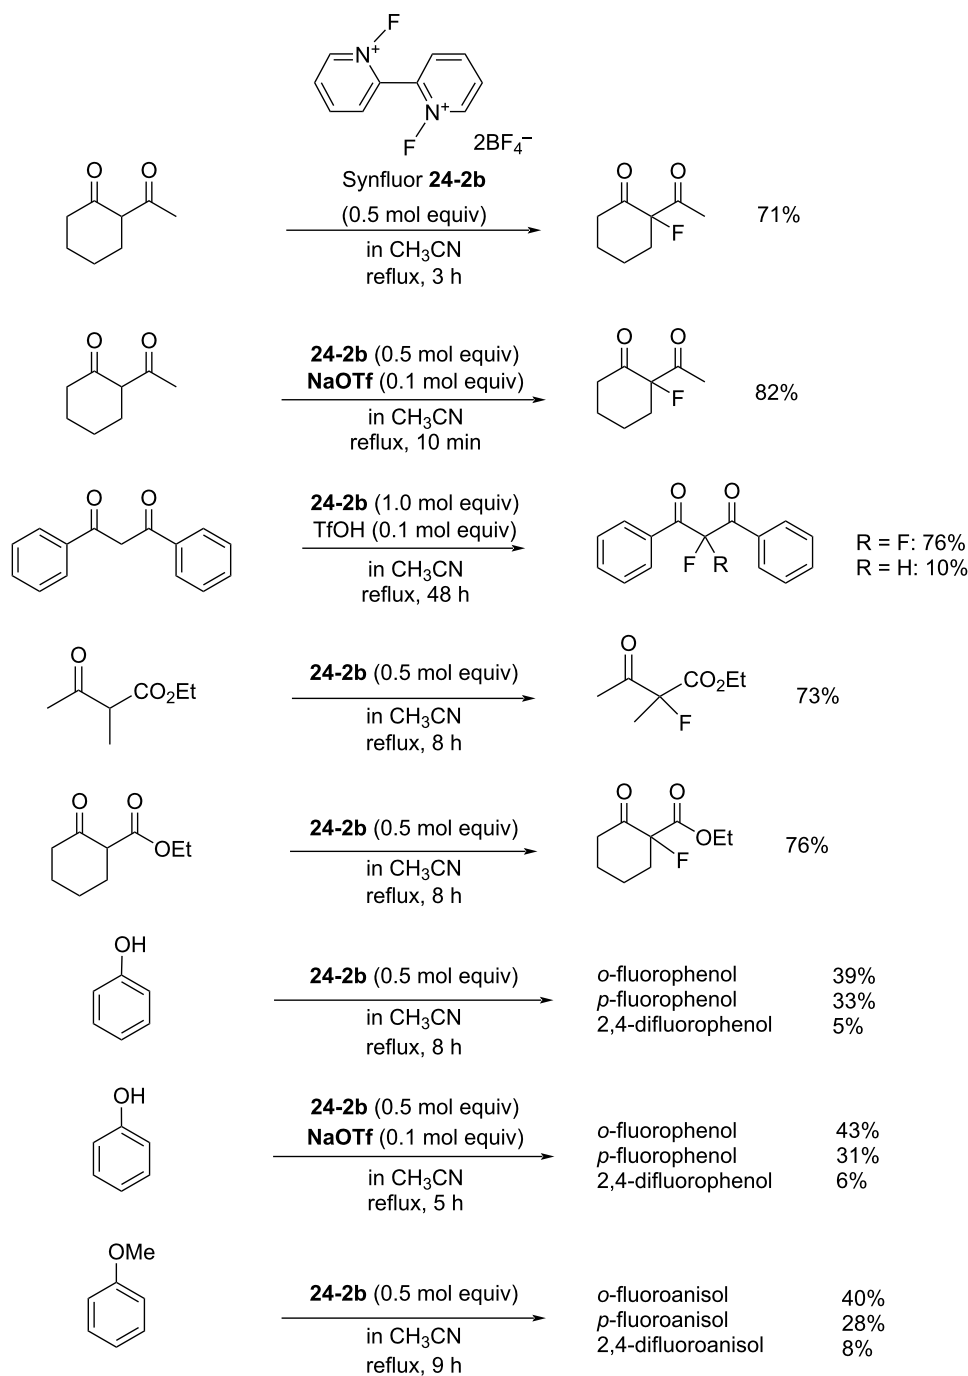 F
N+
N+
F
2BF4−
Synfluor 24-2b
(0.5 mol equiv)
in CH3CN
reflux, 3 h
O O
O O
F
71%
O O
24-2b (0.5 mol equiv)
NaOTf (0.1 mol equiv)
in CH3CN
reflux, 10 min
O O
F
82%
O O
24-2b (1.0 mol equiv)
TfOH (0.1 mol equiv)
in CH3CN
reflux, 48 h
O O
F R
R = F: 76%
R = H: 10%
O
CO2Et
24-2b (0.5 mol equiv)
in CH3CN
reflux, 8 h
O
CO2Et
F
73%
O O
OEt
24-2b (0.5 mol equiv)
in CH3CN
reflux, 8 h
O O
OEt
F
76%
OH
24-2b (0.5 mol equiv)
in CH3CN
reflux, 8 h
o-fluorophenol 39%
p-fluorophenol 33%
2,4-difluorophenol 5%
OH
24-2b (0.5 mol equiv)
NaOTf (0.1 mol equiv)
in CH3CN
reflux, 5 h
o-fluorophenol 43%
p-fluorophenol 31%
2,4-difluorophenol 6%
OMe
24-2b (0.5 mol equiv)
in CH3CN
reflux, 9 h
o-fluoroanisol 40%
p-fluoroanisol 28%
2,4-difluoroanisol 8%